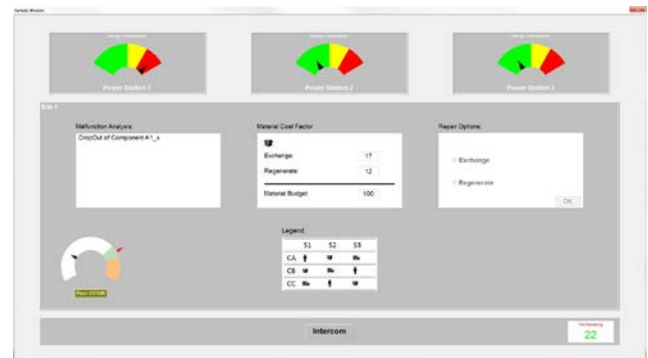 Power Station 1
Power Station 2
Power Station 3
Malfunction Analysis:
DropOut of Component A1_x
Material Cost Factor
Exchange: 17
Regenerate: 12
Material Budget: 100
Repair Options:
Exchange
Regenerate
OK
Legend:
S1 S2 S3
CA
CB
CC
Intercom
Time Remaining
22